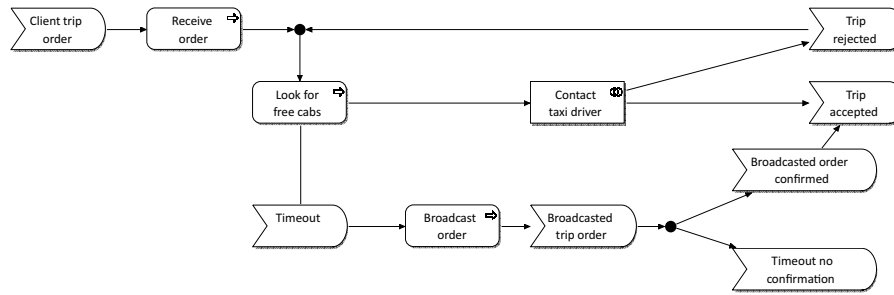 Client trip
order
Receive
order
Trip
rejected
Look for
free cabs
Contact
taxi driver
Trip
accepted
Broadcasted order
confirmed
Timeout
Broadcast
order
Broadcasted
trip order
Timeout no
confirmation